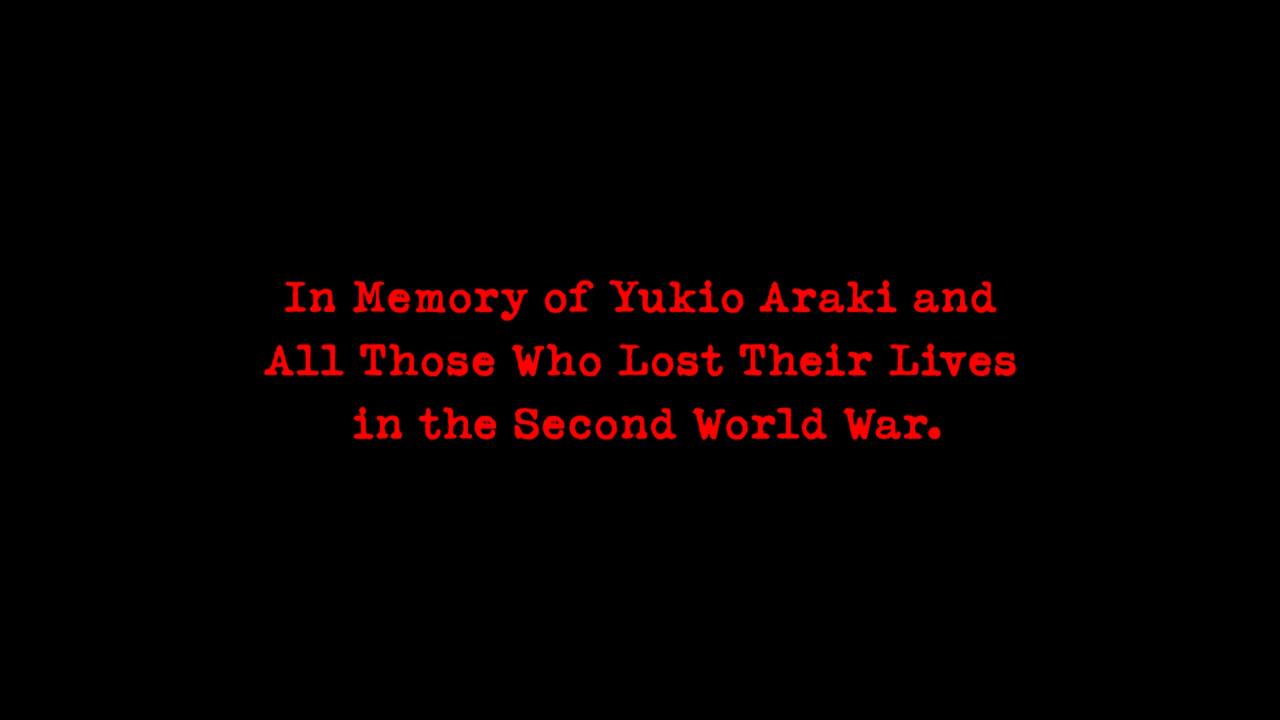 In Memory of Yukio Araki and
All Those Who Lost Their Lives
in the Second World War.